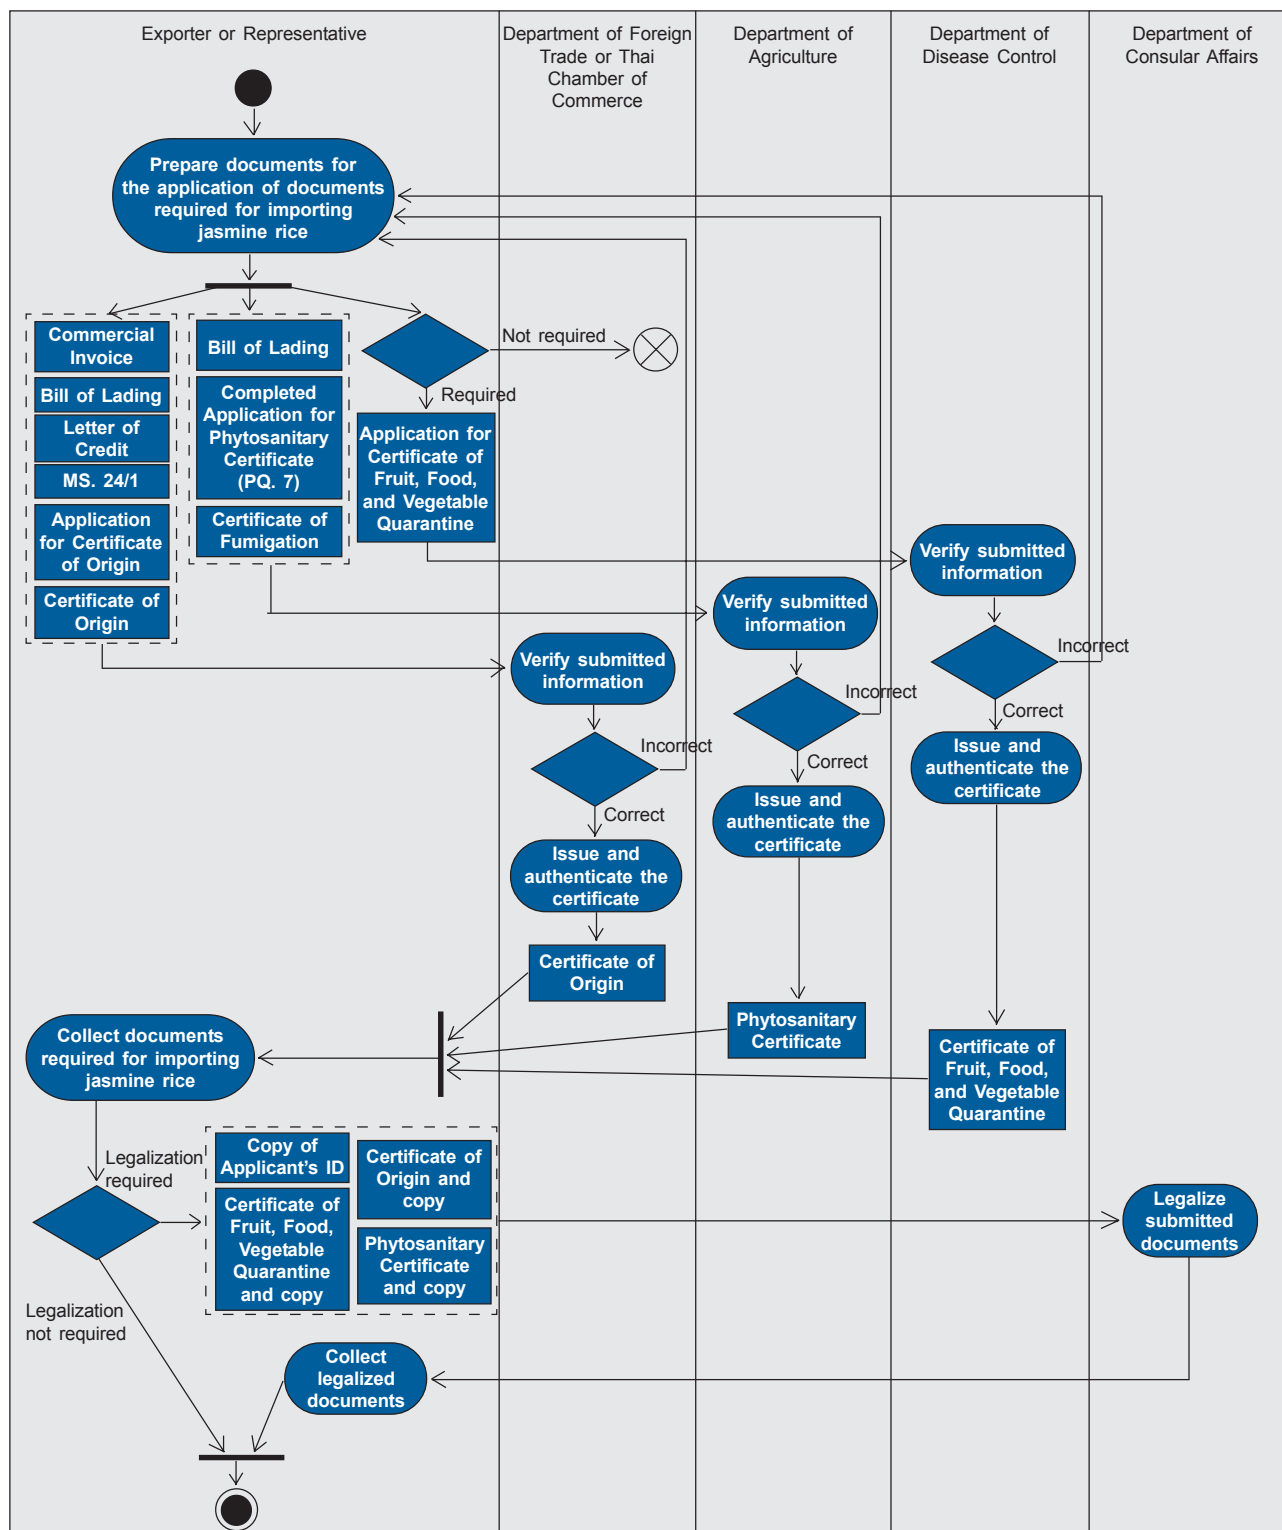 Exporter or Representative
Department of Foreign
Trade or Thai
Chamber of
Commerce
Department of
Agriculture
Department of
Disease Control
Department of
Consular Affairs
Prepare documents for
the application of documents
required for importing
jasmine rice
Commercial
Invoice
Bill of Lading
Letter of
Credit
MS. 24/1
Application
for Certificate
of Origin
Certificate of
Origin
Bill of Lading
Completed
Application for
Phytosanitary
Certificate
(PQ. 7)
Certificate of
Fumigation
Not required
Required
Application for
Certificate of
Fruit, Food,
and Vegetable
Quarantine
Verify submitted
information
Incorrect
Correct
Issue and
authenticate the
certificate
Verify submitted
information
Incorrect
Correct
Issue and
authenticate the
certificate
Verify submitted
information
Incorrect
Correct
Issue and
authenticate the
certificate
Certificate of
Origin
Phytosanitary
Certificate
Certificate of
Fruit, Food,
and Vegetable
Quarantine
Collect documents
required for importing
jasmine rice
Legalization
required
Copy of
Applicant's ID
Certificate of
Fruit, Food,
Vegetable
Quarantine
and copy
Certificate of
Origin and
copy
Phytosanitary
Certificate
and copy
Legalize
submitted
documents
Legalization
not required
Collect
legalized
documents